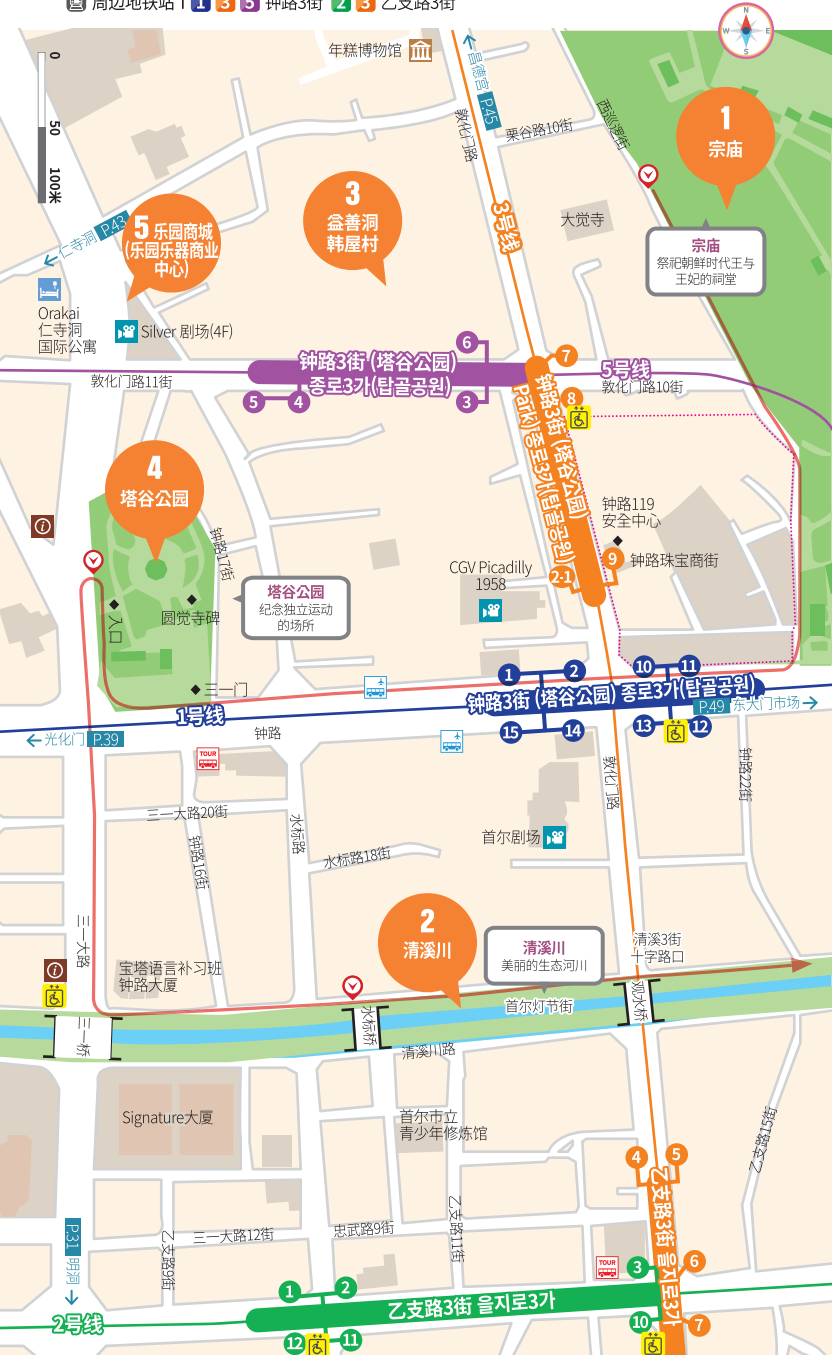 周边地铁站 | 1 3 5 钟路3街 2 3 乙支路3街
N
E
S
W
0
50
100米
年糕博物馆
昌德宫 P.45
敦化门路
栗谷路10街
西巡逻街
1
宗庙
宗庙
祭祀朝鲜时代王与
王妃的祠堂
大觉寺
3号线
3
益善洞
韩屋村
5 乐园商城
(乐园乐器商业
中心)
仁寺洞 P.43
Orakai
仁寺洞
国际公寓
Silver 剧场(4F)
敦化门路11街
钟路3街 (塔谷公园)
종로3가(탑골공원)
6
5
4
3
7
8
5号线
敦化门路10街
钟路3街 (塔谷公园)
Park) 종로3가(탑골공원)
4
塔谷公园
钟路17街
塔谷公园
纪念独立运动
的场所
入口
圆觉寺碑
三一门
钟路119
安全中心
钟路珠宝商街
CGV Picadilly
1958
9
2-1
1
2
10
11
钟路3街 (塔谷公园) 종로3가(탑골공원)
15
14
13
12
P.49 东大门市场
1号线
光化门 P.39
钟路
TOUR
三一大路20街
钟路16街
水标路
水标路18街
敦化门路
钟路22街
首尔剧场
2
清溪川
清溪川
美丽的生态河川
清溪3街
十字路口
三一大路
宝塔语言补习班
钟路大厦
首尔灯节街
三一桥
水标桥
观水桥
清溪川路
Signature大厦
首尔市立
青少年修炼馆
乙支路15街
4
5
乙支路3街 을지로3가
P.31 明洞
乙支路9街
三一大路12街
忠武路9街
乙支路11街
TOUR
3
6
1
2
乙支路3街 을지로3가
2号线
12
11
10
7